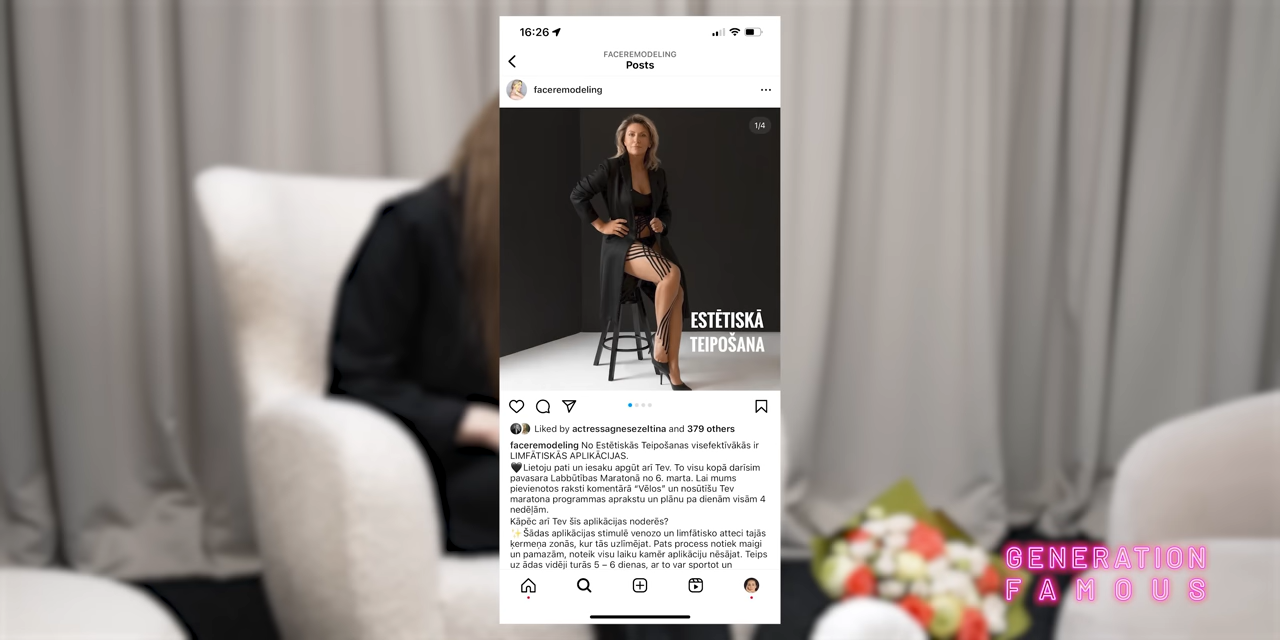 16:26
FACEREMODELING
Posts
faceremodeling
1/4
ESTĒTISKĀ
TEIPOŠANA
Liked by actressagnesezeltina and 379 others
faceremodeling No Estētiskās Teipošanas visefektīvākās ir
LIMFĀTISKĀS APLIKĀCIJAS.
🖤Lietoju pati un iesaku apgūt arī Tev. To visu kopā darīsim
pavasara Labbūtības Maratonā no 6. marta. Lai mums
pievienotos raksti komentārā “Vēlos” un nosūtīšu Tev
maratona programmas aprakstu un plānu pa dienām visām 4
nedēļām.
Kāpēc arī Tev šīs aplikācijas noderēs?
✨Šādas aplikācijas stimulē venozo un limfātisko atteci tajās
ķermeņa zonās, kur tās uzlīmējat. Pats process notiek maigi
un pamazām, noteik visu laiku kamēr aplikāciju nēsājat. Teips
uz ādas vidēji turās 5 – 6 dienas, ar to var sportot un
GENERATION
FAMOUS